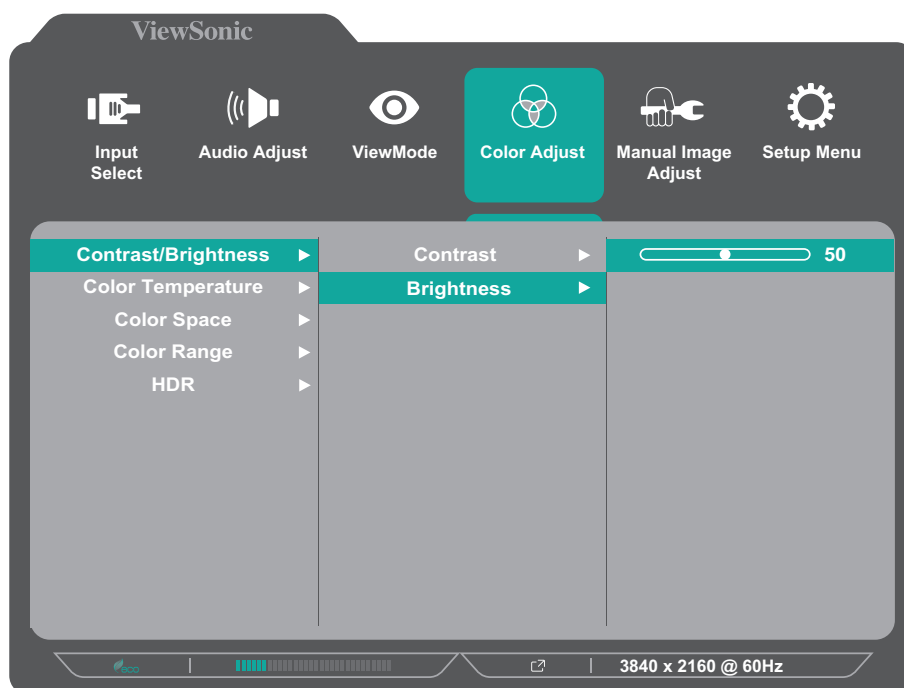 ViewSonic
Input
Select
Audio Adjust
ViewMode
Color Adjust
Manual Image
Adjust
Setup Menu
Contrast/Brightness
Color Temperature
Color Space
Color Range
HDR
Contrast
Brightness
50
eco
3840 x 2160 @ 60Hz